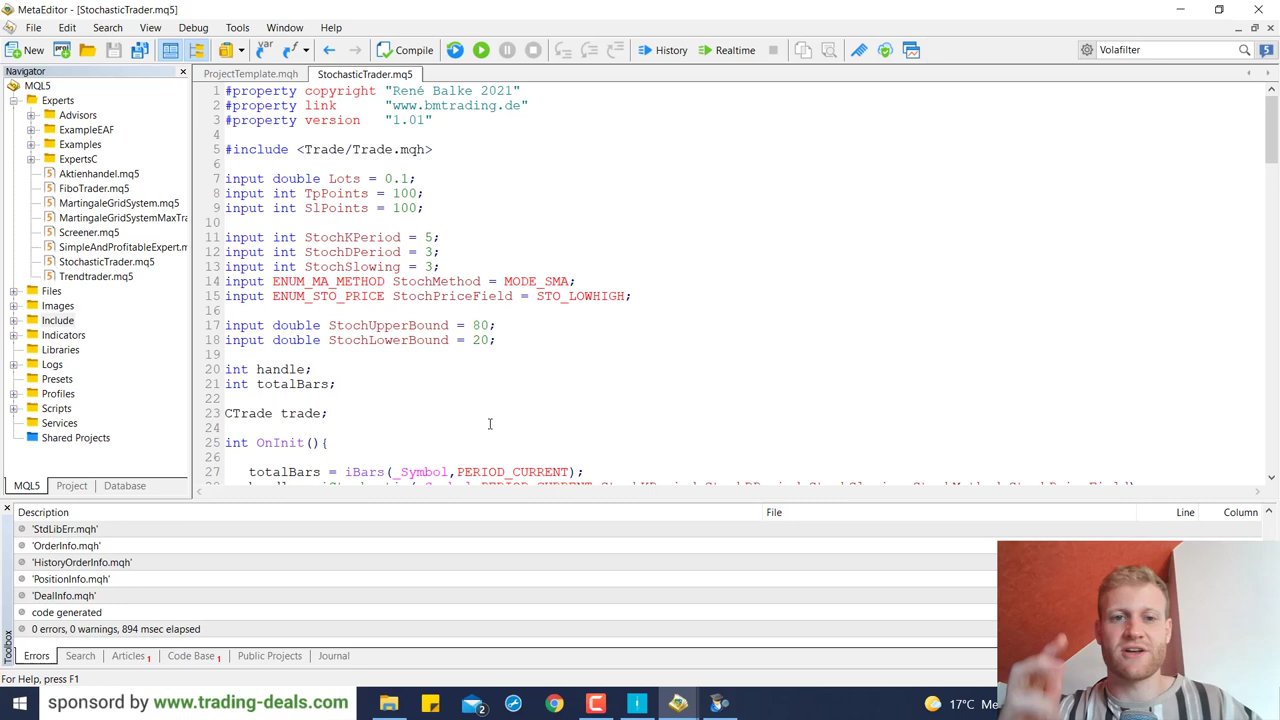 MetaEditor - [StochasticTrader.mq5]
File Edit Search View Debug Tools Window Help
New Compile History Realtime Volafilter 5
Navigator
MQL5
Experts
Advisors
ExampleEAF
Examples
ExpertsC
Aktienhandel.mq5
FiboTrader.mq5
MartingaleGridSystem.mq5
MartingaleGridSystemMaxTra
Screener.mq5
SimpleAndProfitableExpert.m
StochasticTrader.mq5
Trendtrader.mq5
Files
Images
Include
Indicators
Libraries
Logs
Presets
Profiles
Scripts
Services
Shared Projects
MQL5 Project Database
ProjectTemplate.mqh StochasticTrader.mq5
1 #property copyright "René Balke 2021"
2 #property link "www.bmtrading.de"
3 #property version "1.01"
4
5 #include <Trade/Trade.mqh>
6
7 input double Lots = 0.1;
8 input int TpPoints = 100;
9 input int SlPoints = 100;
10
11 input int StochKPeriod = 5;
12 input int StochDPeriod = 3;
13 input int StochSlowing = 3;
14 input ENUM_MA_METHOD StochMethod = MODE_SMA;
15 input ENUM_STO_PRICE StochPriceField = STO_LOWHIGH;
16
17 input double StochUpperBound = 80;
18 input double StochLowerBound = 20;
19
20 int handle;
21 int totalBars;
22
23 CTrade trade;
24
25 int OnInit(){
26
27 totalBars = iBars(_Symbol,PERIOD_CURRENT);
Description File Line Column
'StdLibErr.mqh'
'OrderInfo.mqh'
'HistoryOrderInfo.mqh'
'PositionInfo.mqh'
'DealInfo.mqh'
code generated
0 errors, 0 warnings, 894 msec elapsed
Toolbox
Errors Search Articles 1 Code Base 1 Public Projects Journal
For Help, press F1
sponsord by www.trading-deals.com 2 17°C